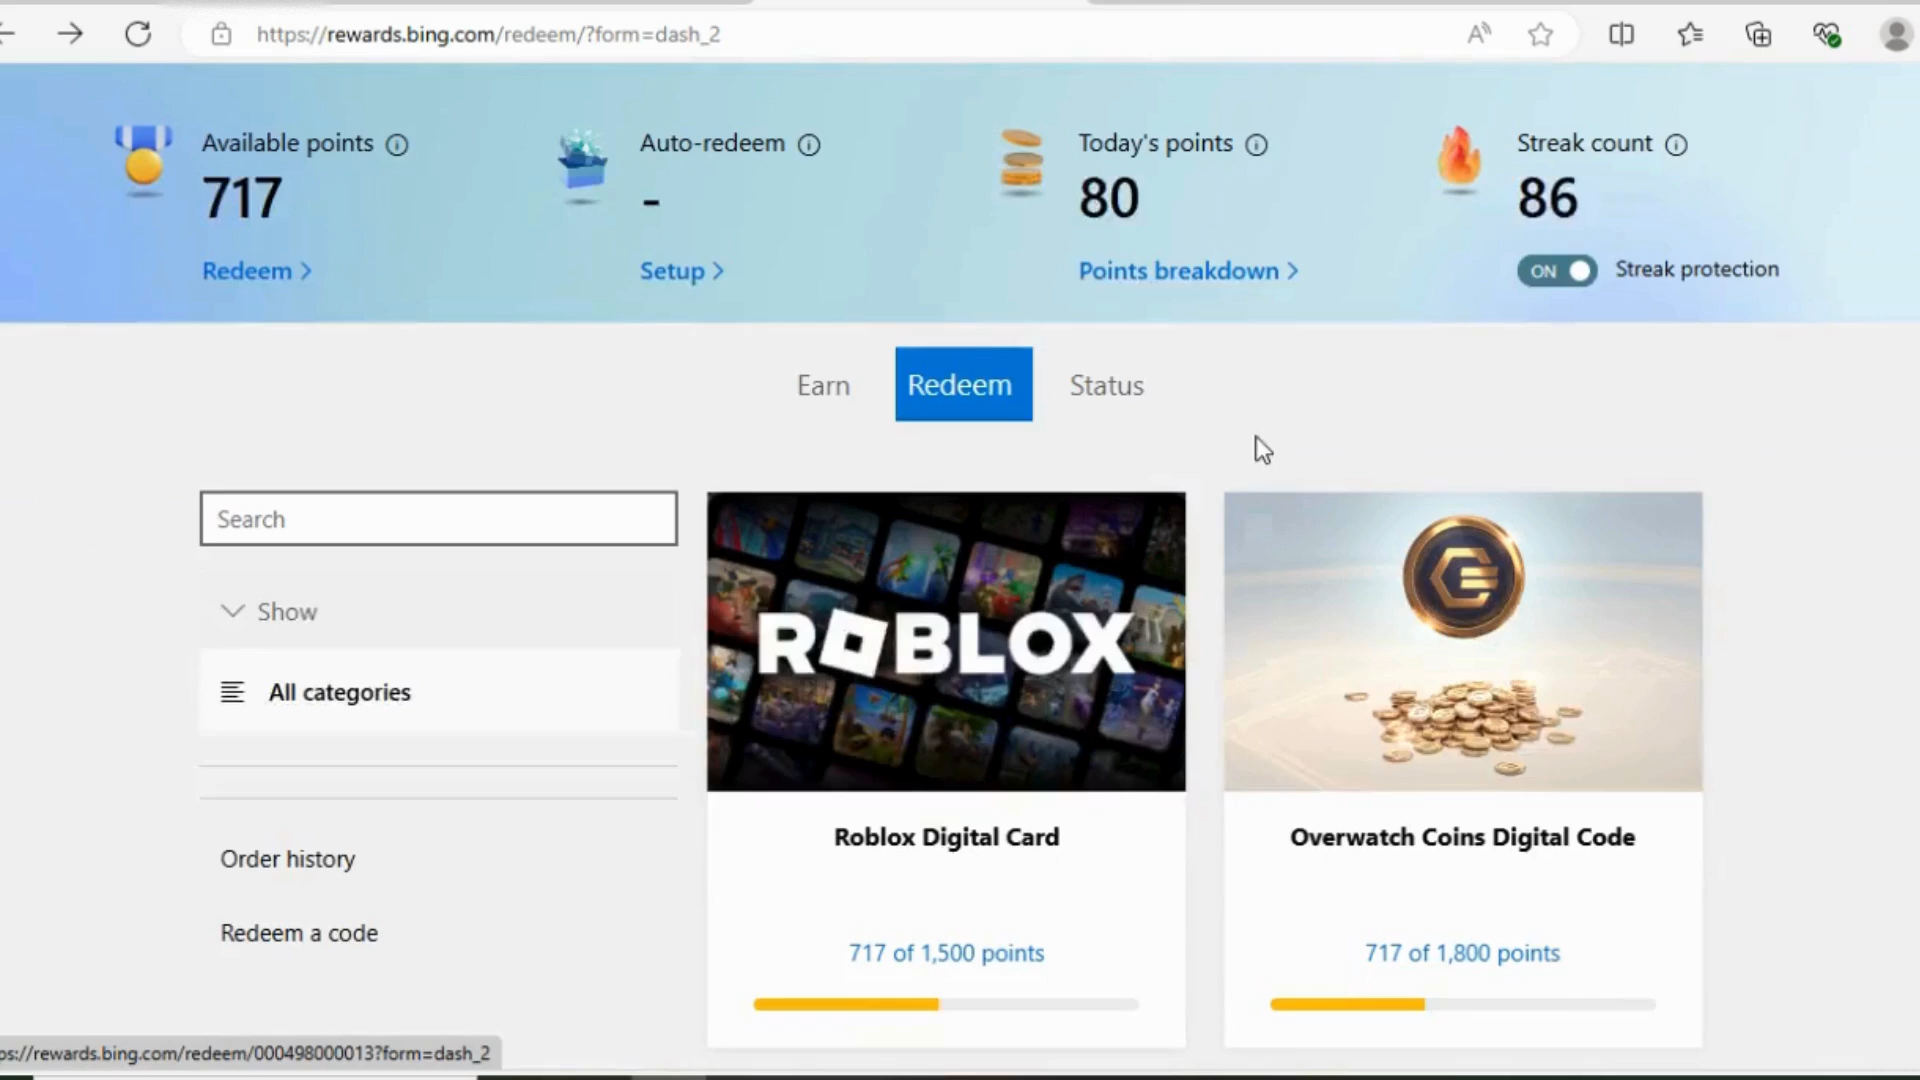 https://rewards.bing.com/redeem/?form=dash_2
Available points
717
Redeem
Auto-redeem
-
Setup
Today's points
80
Points breakdown
Streak count
86
ON Streak protection
Earn
Redeem
Status
Search
Show
All categories
Order history
Redeem a code
ROBLOX
Roblox Digital Card
717 of 1,500 points
Overwatch Coins Digital Code
717 of 1,800 points
ps://rewards.bing.com/redeem/000498000013?form=dash_2